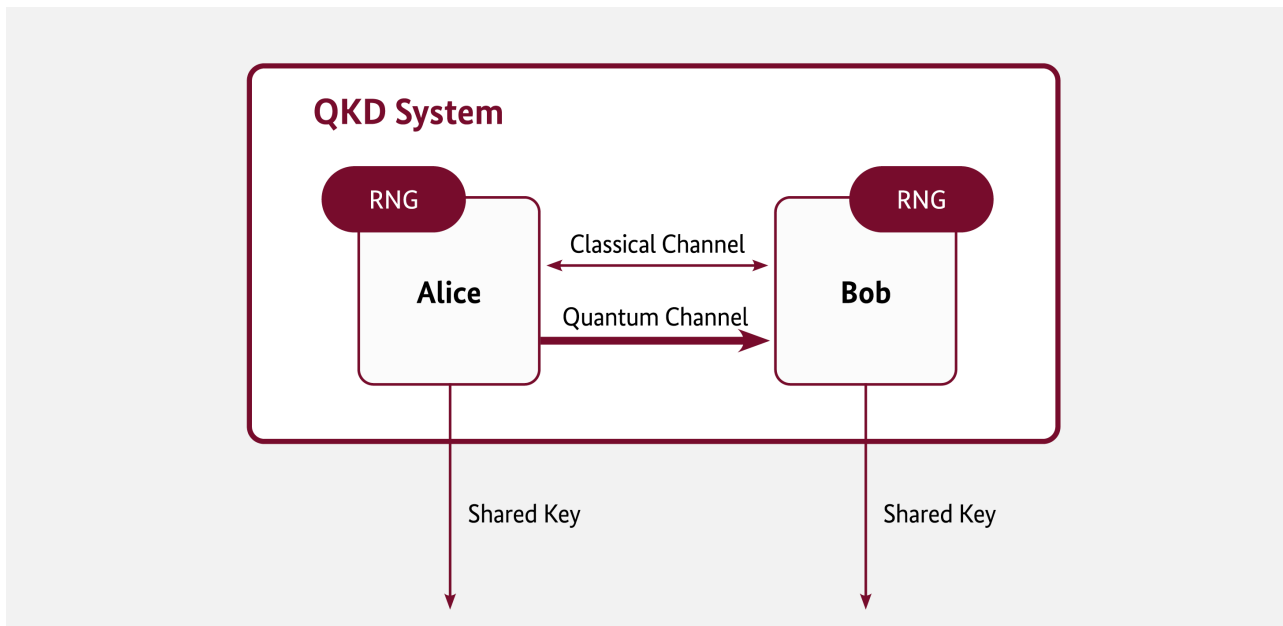 QKD System
RNG
RNG
Classical Channel
Alice
Bob
Quantum Channel
Shared Key
Shared Key